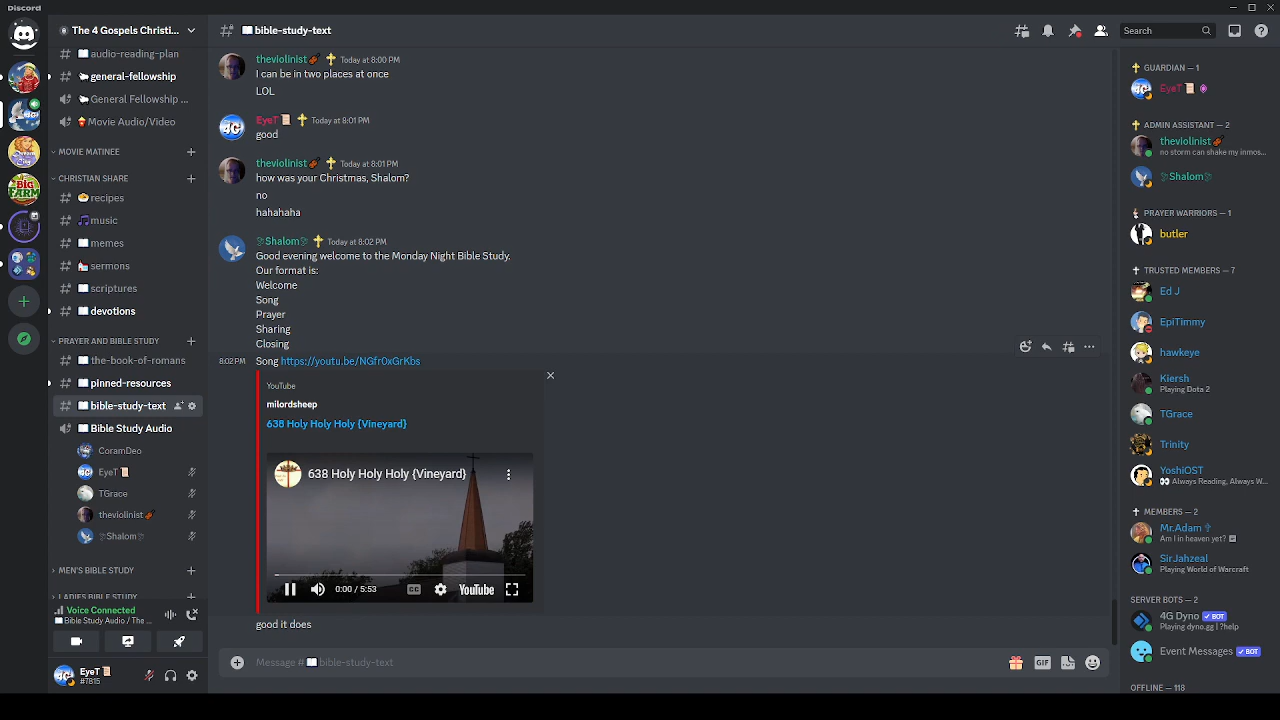 Discord
The 4 Gospels Christi...
audio-reading-plan
general-fellowship
General Fellowship ...
Movie Audio/Video
MOVIE MATINEE
CHRISTIAN SHARE
recipes
music
memes
sermons
scriptures
devotions
PRAYER AND BIBLE STUDY
the-book-of-romans
pinned-resources
bible-study-text
Bible Study Audio
CoramDeo
EyeT
TGrace
theviolinist
Shalom
MEN'S BIBLE STUDY
LADIES BIBLE STUDY
Voice Connected
Bible Study Audio / The ...
EyeT
#7815
bible-study-text
Search
theviolinist Today at 8:00 PM
I can be in two places at once
LOL
EyeT Today at 8:01 PM
4G
good
theviolinist Today at 8:01 PM
how was your Christmas, Shalom?
no
hahahaha
Shalom Today at 8:02 PM
Good evening welcome to the Monday Night Bible Study.
Our format is:
Welcome
Song
Prayer
Sharing
Closing
8:02 PM Song https://youtu.be/NGfr0xGrKbs
YouTube
milordsheep
638 Holy Holy Holy {Vineyard}
638 Holy Holy Holy {Vineyard}
0:00 / 5:53 CC YouTube
good it does
Message # bible-study-text
GIF
GUARDIAN — 1
EyeT
ADMIN ASSISTANT — 2
theviolinist
no storm can shake my inmos...
Shalom
PRAYER WARRIORS — 1
butler
TRUSTED MEMBERS — 7
Ed J
EpiTimmy
hawkeye
Kiersh
Playing Dota 2
TGrace
Trinity
YoshiOST
Always Reading, Always W...
MEMBERS — 2
Mr.Adam
Am I in heaven yet?
SirJahzeal
Playing World of Warcraft
SERVER BOTS — 2
4G Dyno BOT
Playing dyno.gg | ?help
Event Messages BOT
OFFLINE — 118